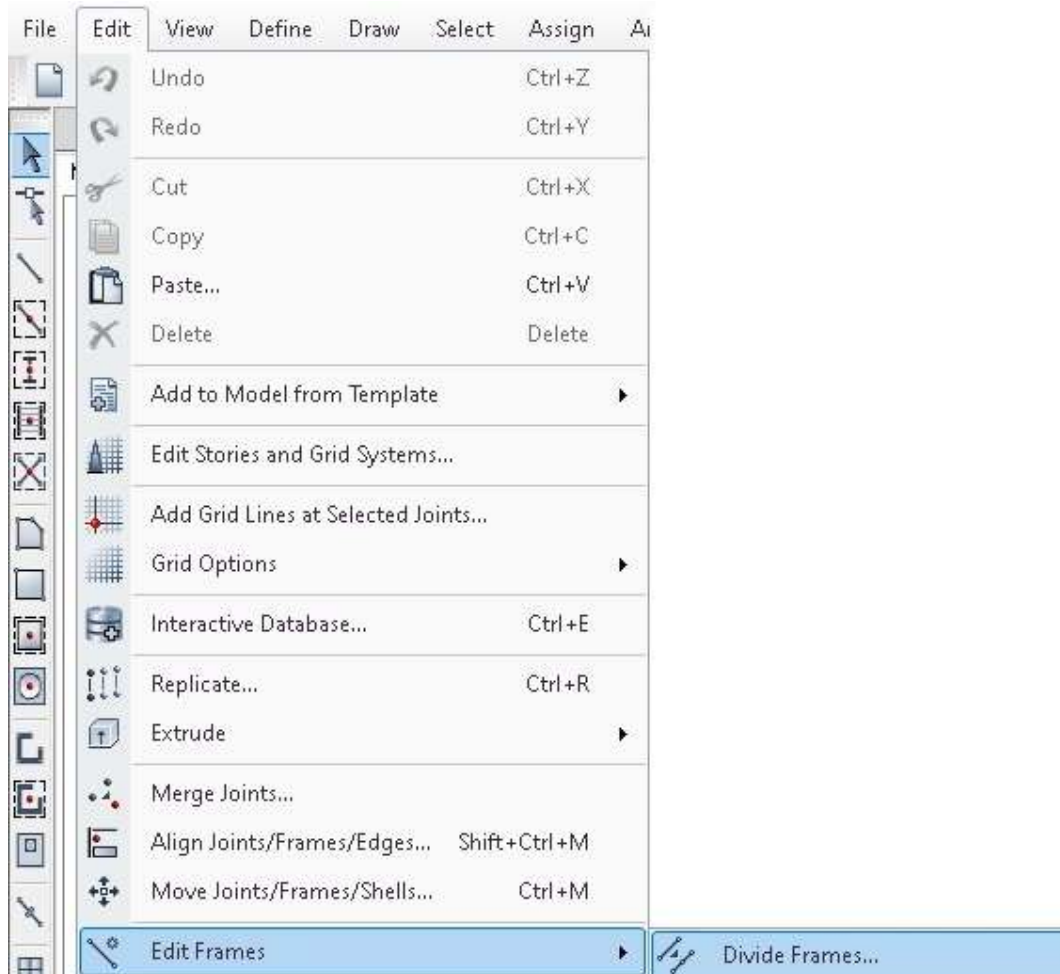 File Edit View Define Draw Select Assign
Undo Ctrl+Z
Redo Ctrl+Y
Cut Ctrl+X
Copy Ctrl+C
Paste... Ctrl+V
Delete Delete
Add to Model from Template
Edit Stories and Grid Systems...
Add Grid Lines at Selected Joints...
Grid Options
Interactive Database... Ctrl+E
Replicate... Ctrl+R
Extrude
Merge Joints...
Align Joints/Frames/Edges... Shift+Ctrl+M
Move Joints/Frames/Shells... Ctrl+M
Edit Frames Divide Frames...